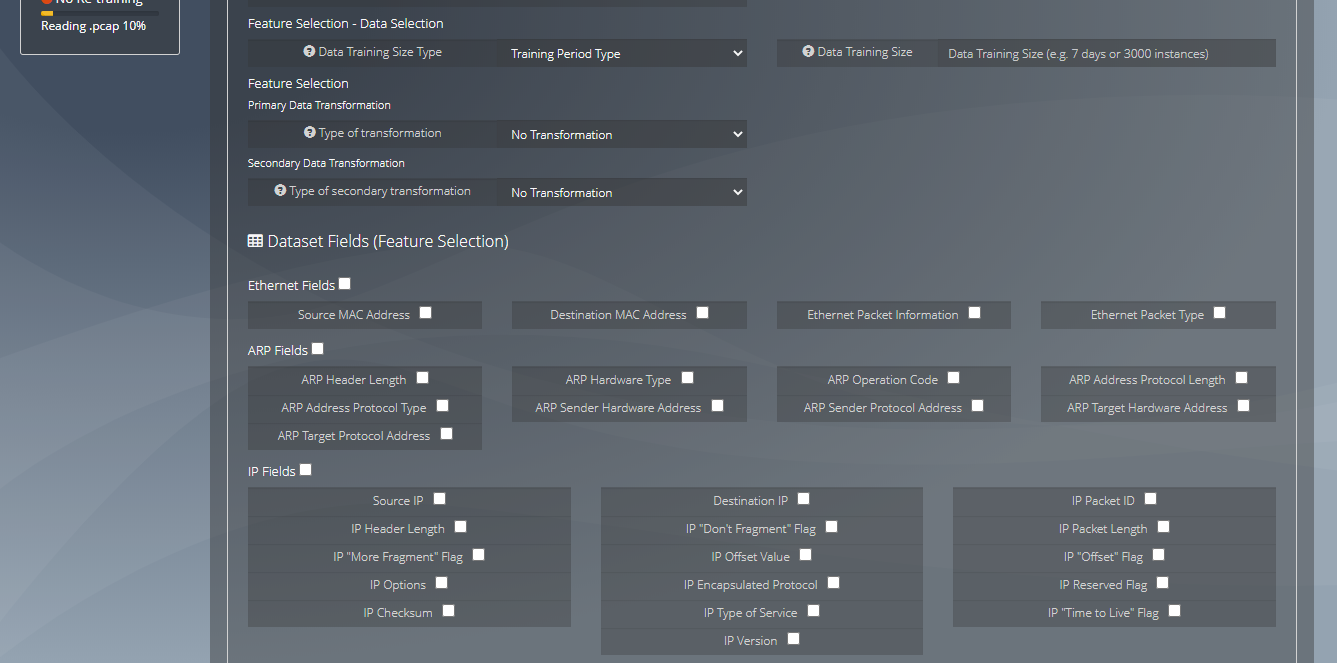 No Re-training
Reading .pcap 10%
Feature Selection - Data Selection
Data Training Size Type
Training Period Type
Data Training Size
Data Training Size (e.g. 7 days or 3000 instances)
Feature Selection
Primary Data Transformation
Type of transformation
No Transformation
Secondary Data Transformation
Type of secondary transformation
No Transformation
Dataset Fields (Feature Selection)
Ethernet Fields
Source MAC Address
Destination MAC Address
Ethernet Packet Information
Ethernet Packet Type
ARP Fields
ARP Header Length
ARP Hardware Type
ARP Operation Code
ARP Address Protocol Length
ARP Address Protocol Type
ARP Sender Hardware Address
ARP Sender Protocol Address
ARP Target Hardware Address
ARP Target Protocol Address
IP Fields
Source IP
Destination IP
IP Packet ID
IP Header Length
IP "Don't Fragment" Flag
IP Packet Length
IP "More Fragment" Flag
IP Offset Value
IP "Offset" Flag
IP Options
IP Encapsulated Protocol
IP Reserved Flag
IP Checksum
IP Type of Service
IP "Time to Live" Flag
IP Version